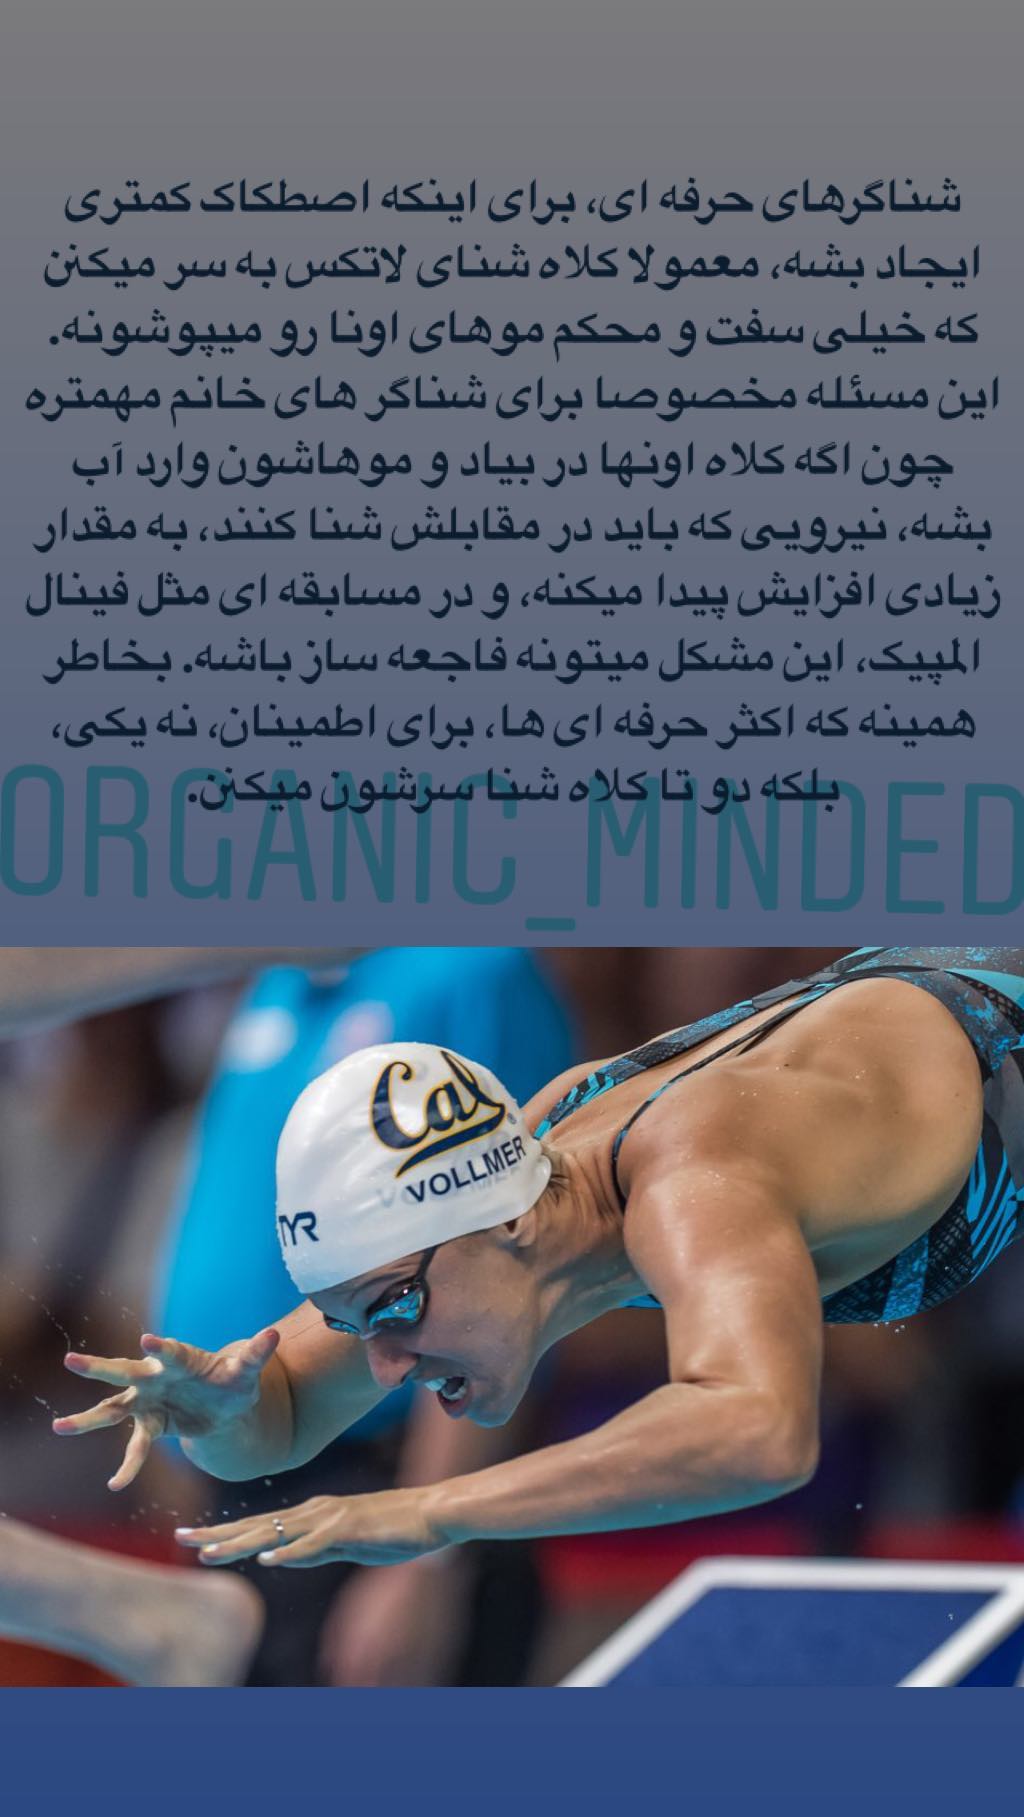 شناگرهای حرفه ای، برای اینکه اصطکاک کمتری
ایجاد بشه، معمولا کلاه شنای لاتکس به سر میکنن
که خیلی سفت و محکم موهای اونا رو میپوشونه.
این مسئله مخصوصا برای شناگر های خانم مهمتره
چون اگه کلاه اونها در بیاد و موهاشون وارد آب
بشه، نیرویی که باید در مقابلش شنا کنند، به مقدار
زیادی افزایش پیدا میکنه، و در مسابقه ای مثل فینال
المپیک، این مشکل میتونه فاجعه ساز باشه. بخاطر
همینه که اکثر حرفه ای ها، برای اطمینان، نه یکی،
بلکه دو تا کلاه شنا سرشون میکنن.
ORGANIC_MINDED
Cal
VOLLMER
TYR